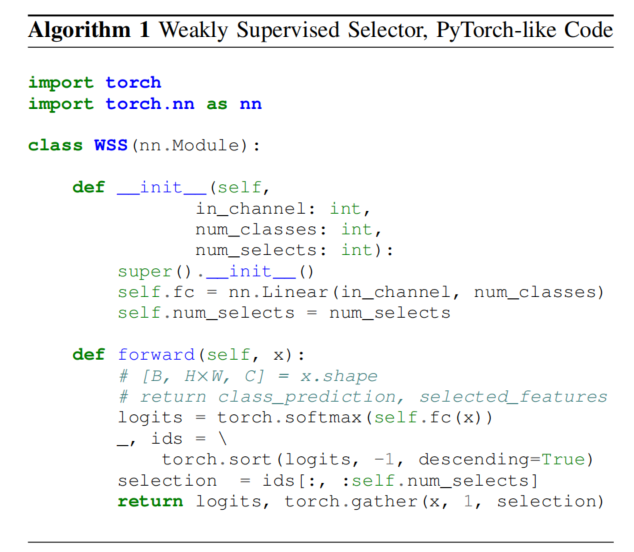 Algorithm 1 Weakly Supervised Selector, PyTorch-like Code
import torch
import torch.nn as nn
class WSS(nn.Module):
    def __init__(self,
            in_channel: int,
            num_classes: int,
            num_selects: int):
        super().__init__()
        self.fc = nn.Linear(in_channel, num_classes)
        self.num_selects = num_selects
    def forward(self, x):
        # [B, H×W, C] = x.shape
        # return class_prediction, selected_features
        logits = torch.softmax(self.fc(x))
        _, ids = \
            torch.sort(logits, -1, descending=True)
        selection  = ids[:, :self.num_selects]
        return logits, torch.gather(x, 1, selection)